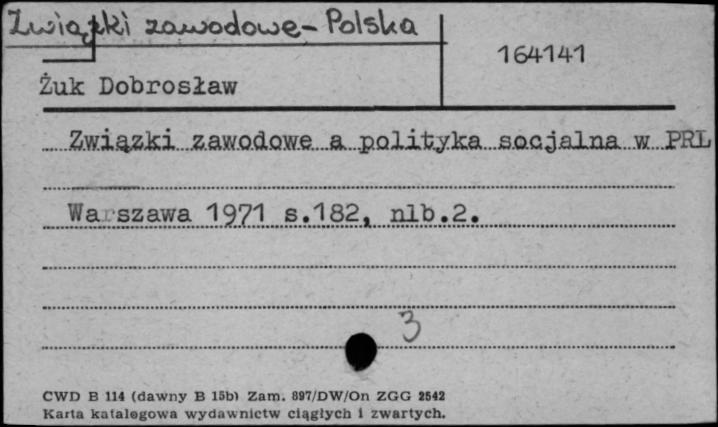 Związki zawodowe - Polska
164141
Żuk Dobrosław
Związki zawodowe a polityka socjalna w PRL
Warszawa 1971 s.182, nlb.2.
3
CWD B 114 (dawny B 15b) Zam. 897/DW/On ZGG 2542
Karta katalogowa wydawnictw ciągłych i zwartych.